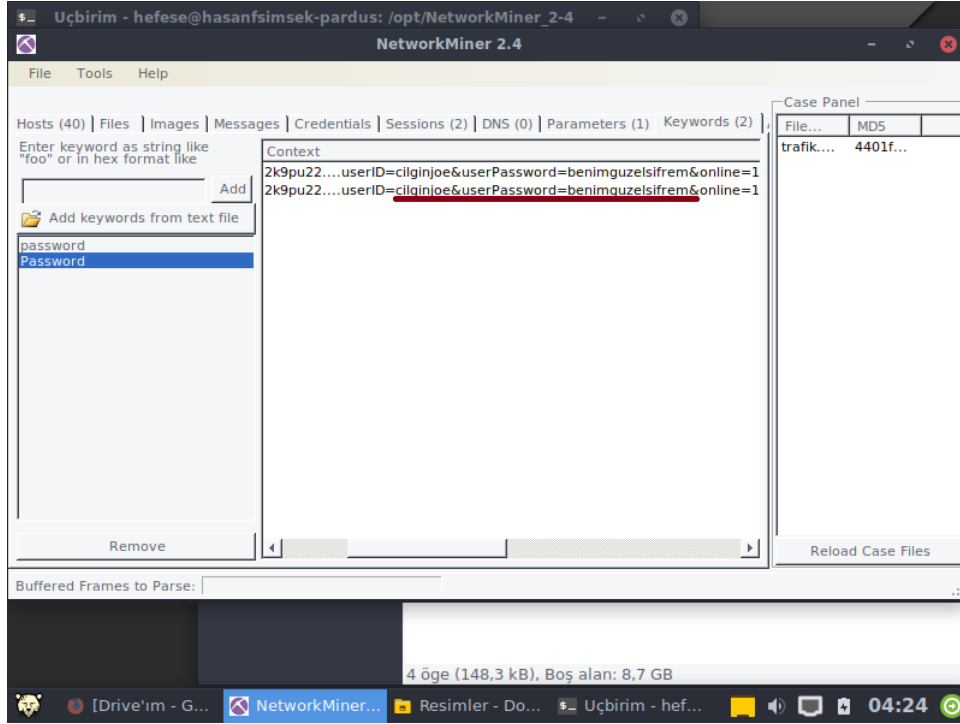 Uçbirim - hefese@hasanfsimsek-pardus: /opt/NetworkMiner_2-4
NetworkMiner 2.4
File Tools Help
Case Panel
Hosts (40) Files Images Messages Credentials Sessions (2) DNS (0) Parameters (1) Keywords (2)
File... MD5
Enter keyword as string like
"foo" or in hex format like
Context
trafik.... 4401f...
2k9pu22....userID=cilginjoe&userPassword=benimguzelsifrem&online=1
Add
2k9pu22....userID=cilginjoe&userPassword=benimguzelsifrem&online=1
Add keywords from text file
password
Password
Remove
Reload Case Files
Buffered Frames to Parse:
4 öge (148,3 kB), Boş alan: 8,7 GB
[Drive'ım - G... NetworkMiner... Resimler - Do... Uçbirim - hef... 04:24